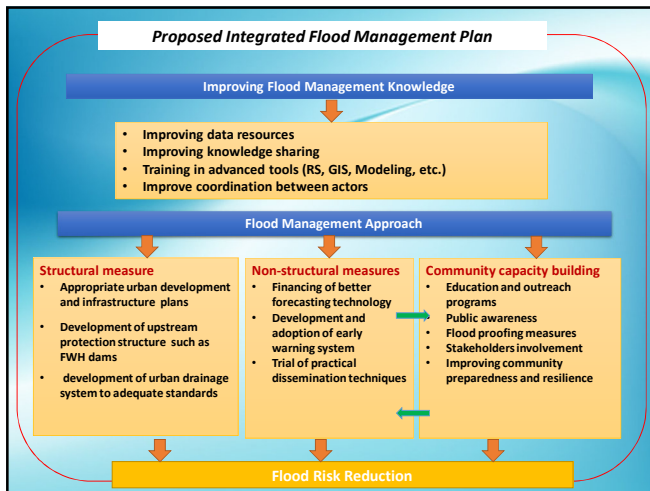 Proposed Integrated Flood Management Plan
Improving Flood Management Knowledge
• Improving data resources
• Improving knowledge sharing
• Training in advanced tools (RS, GIS, Modeling, etc.)
• Improve coordination between actors
Flood Management Approach
Structural measure
• Appropriate urban development
and infrastructure plans
• Development of upstream
protection structure such as
FWH dams
• development of urban drainage
system to adequate standards
Non-structural measures
• Financing of better
forecasting technology
• Development and
adoption of early
warning system
• Trial of practical
dissemination techniques
Community capacity building
• Education and outreach
programs
• Public awareness
• Flood proofing measures
• Stakeholders involvement
• Improving community
preparedness and resilience
Flood Risk Reduction